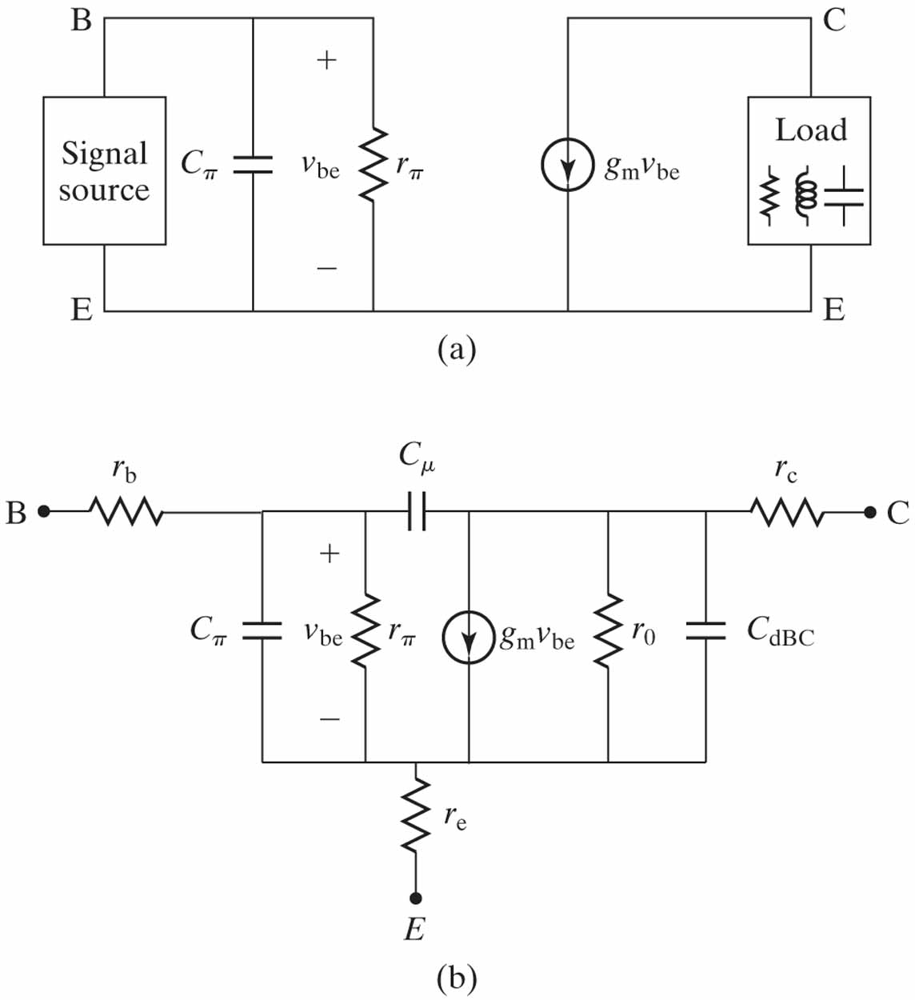 B
C
+
Signal
source
Cπ
vbe
rπ
gmvbe
Load
−
E
E
(a)
rb
Cμ
rc
B
C
+
Cπ
vbe
rπ
gmvbe
r0
CdBC
−
re
E
(b)